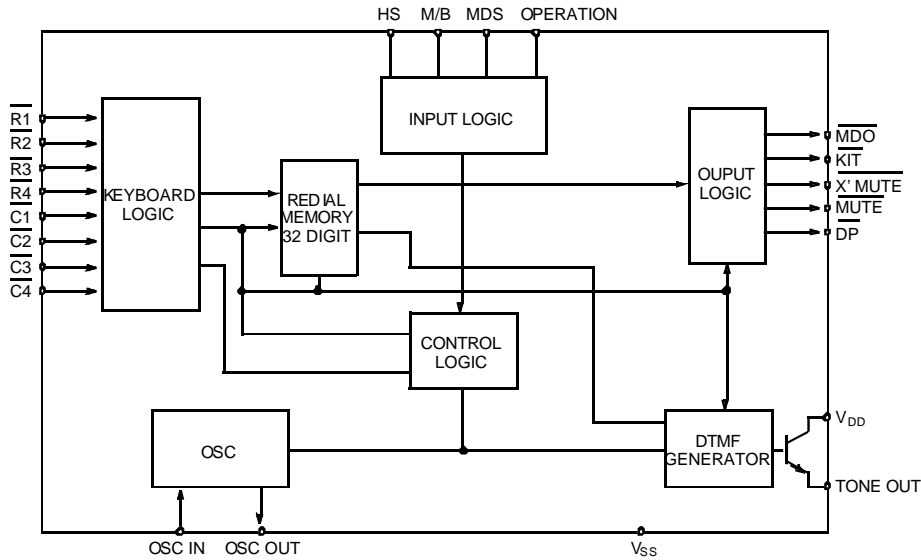 HS M/B MDS OPERATION
R1
R2
R3
R4
C1
C2
C3
C4
KEYBOARD
LOGIC
REDIAL
MEMORY
32 DIGIT
INPUT LOGIC
OUPUT
LOGIC
MDO
KIT
X' MUTE
MUTE
DP
CONTROL
LOGIC
OSC
DTMF
GENERATOR
VDD
TONE OUT
OSC IN OSC OUT VSS